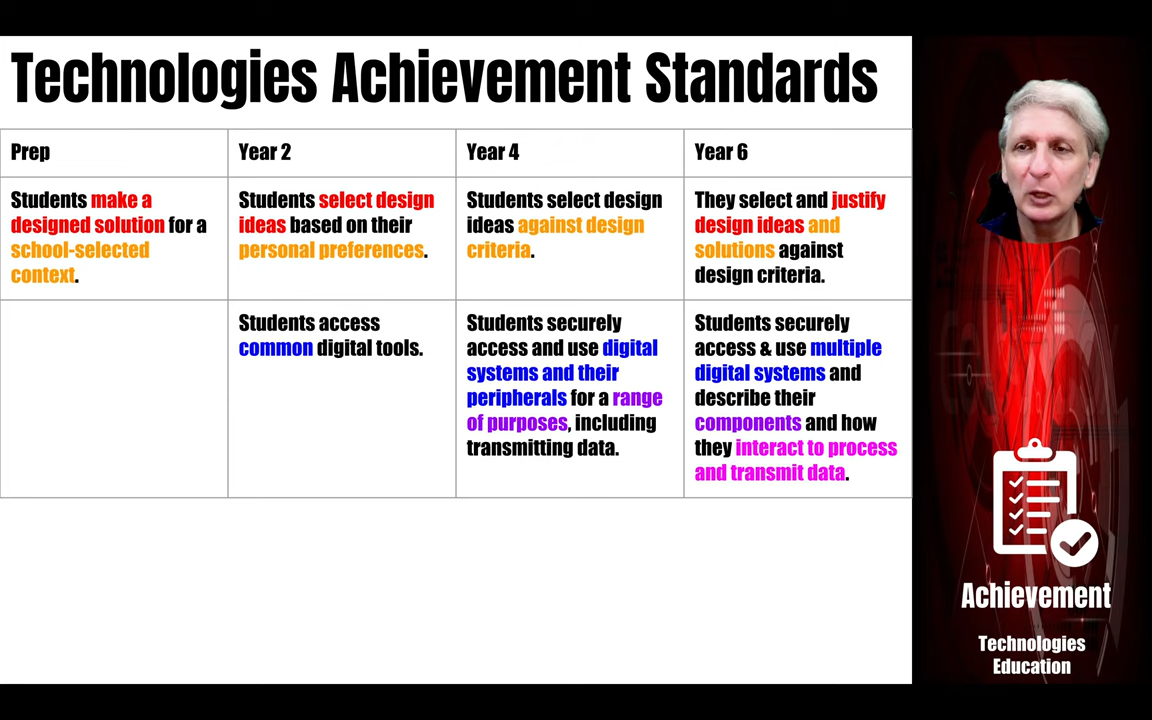 Technologies Achievement Standards
Prep
Year 2
Year 4
Year 6
Students make a
designed solution for a
school-selected
context.
Students select design
ideas based on their
personal preferences.
Students select design
ideas against design
criteria.
They select and justify
design ideas and
solutions against
design criteria.
Students access
common digital tools.
Students securely
access and use digital
systems and their
peripherals for a range
of purposes, including
transmitting data.
Students securely
access & use multiple
digital systems and
describe their
components and how
they interact to process
and transmit data.
Achievement
Technologies
Education